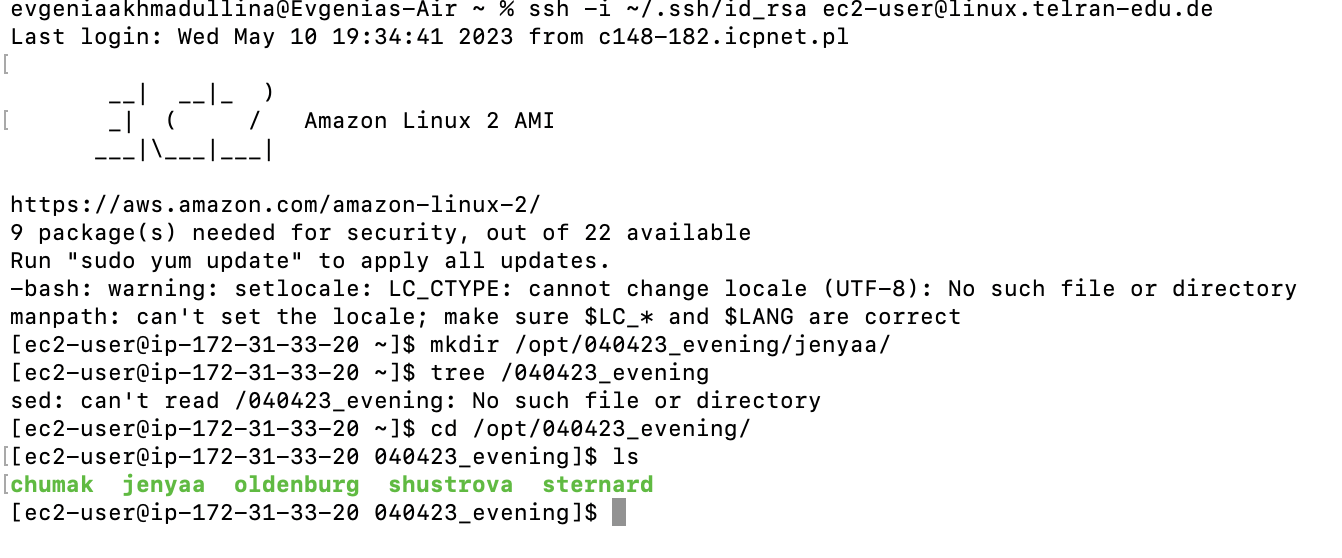 evgeniaakhmadullina@Evgenias-Air ~ % ssh -i ~/.ssh/id_rsa ec2-user@linux.telran-edu.de
Last login: Wed May 10 19:34:41 2023 from c148-182.icpnet.pl
[
       __|  __|_  )
[      _|  (     /   Amazon Linux 2 AMI
      ___|\___|___|
https://aws.amazon.com/amazon-linux-2/
9 package(s) needed for security, out of 22 available
Run "sudo yum update" to apply all updates.
-bash: warning: setlocale: LC_CTYPE: cannot change locale (UTF-8): No such file or directory
manpath: can't set the locale; make sure $LC_* and $LANG are correct
[ec2-user@ip-172-31-33-20 ~]$ mkdir /opt/040423_evening/jenyaa/
[ec2-user@ip-172-31-33-20 ~]$ tree /040423_evening
sed: can't read /040423_evening: No such file or directory
[ec2-user@ip-172-31-33-20 ~]$ cd /opt/040423_evening/
[[ec2-user@ip-172-31-33-20 040423_evening]$ ls
[chumak  jenyaa  oldenburg  shustrova  sternard
[ec2-user@ip-172-31-33-20 040423_evening]$